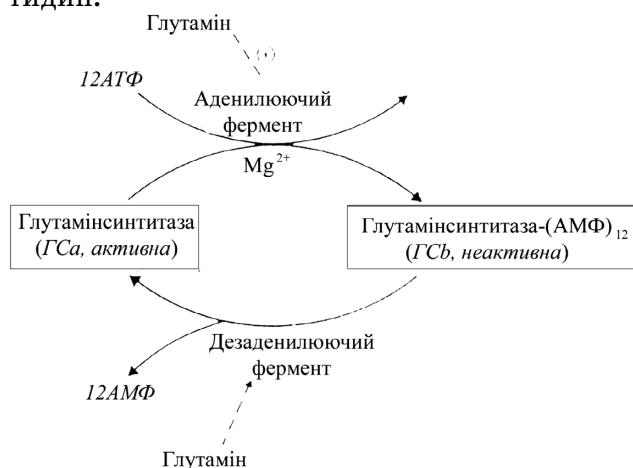 тидин.
Глутамін
(+)
12АТФ
Аденилюючий
фермент
Mg2+
Глутамінсинтитаза
(ГСа, активна)
Глутамінсинтитаза-(АМФ)12
(ГСb, неактивна)
Дезаденилюючий
фермент
12АМФ
Глутамін